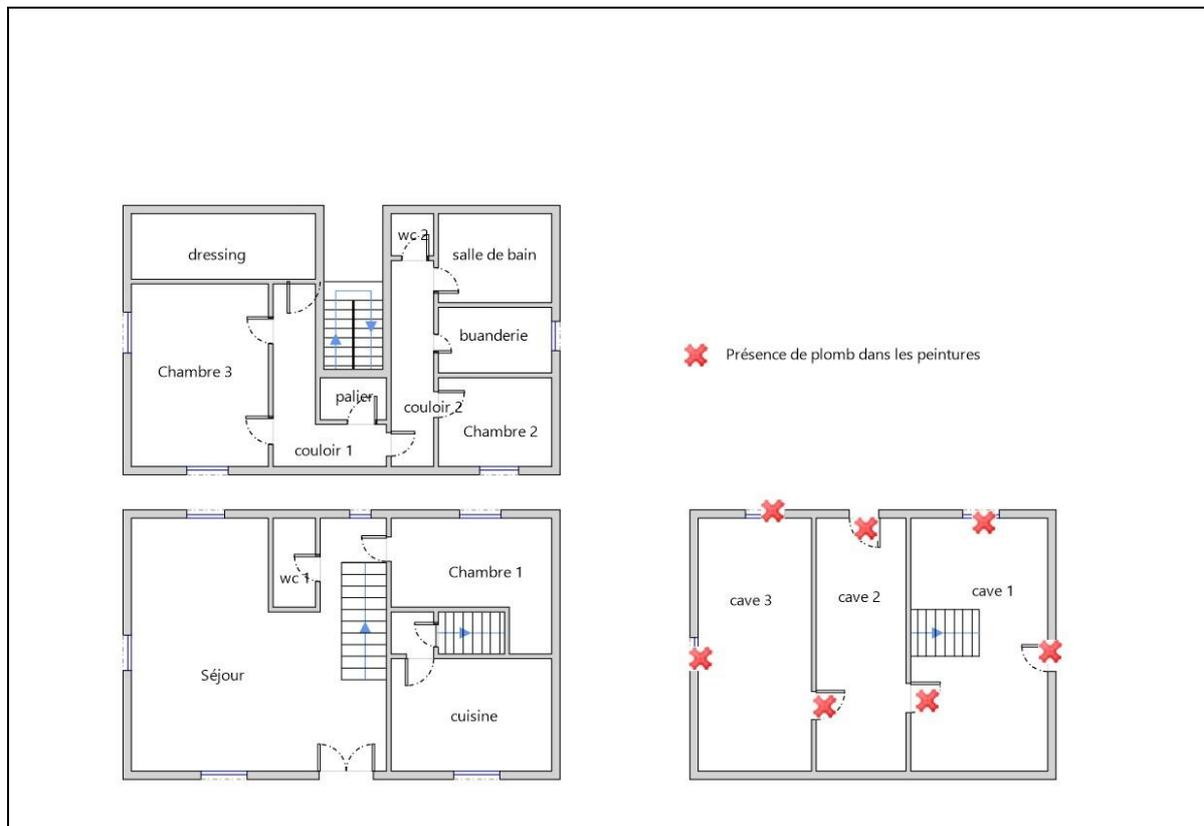 dressing
wc 2
salle de bain
buanderie
Présence de plomb dans les peintures
Chambre 3
palier
couloir 2
Chambre 2
couloir 1
wc 1
Chambre 1
cave 3
cave 2
cave 1
Séjour
cuisine